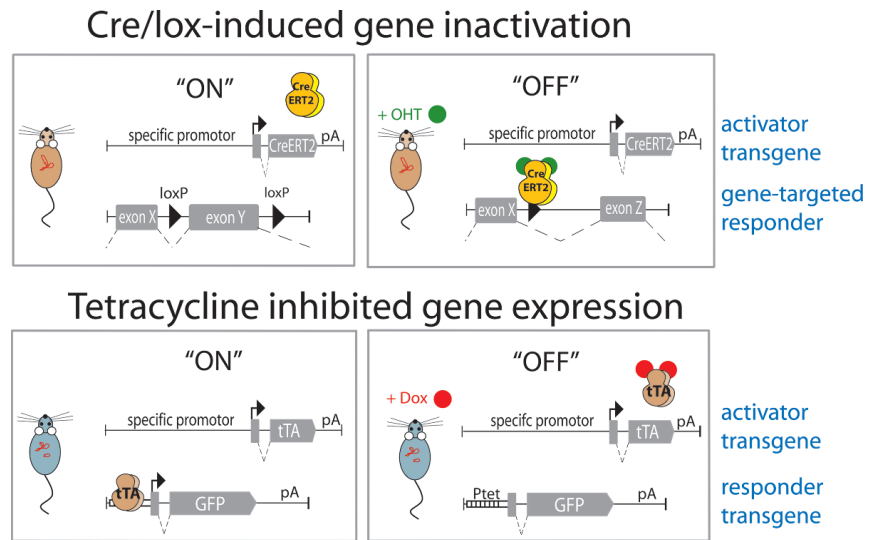 Cre/lox-induced gene inactivation
"ON"
Cre
ERT2
specific promotor
pA
CreERT2
loxP
loxP
exon X
exon Y
"OFF"
+ OHT
specific promotor
pA
CreERT2
Cre
ERT2
exon X
exon Z
activator
transgene
gene-targeted
responder
Tetracycline inhibited gene expression
"ON"
specific promotor
pA
tTA
tTA
GFP
pA
"OFF"
+ Dox
tTA
specifc promotor
pA
tTA
Ptet
GFP
pA
activator
transgene
responder
transgene